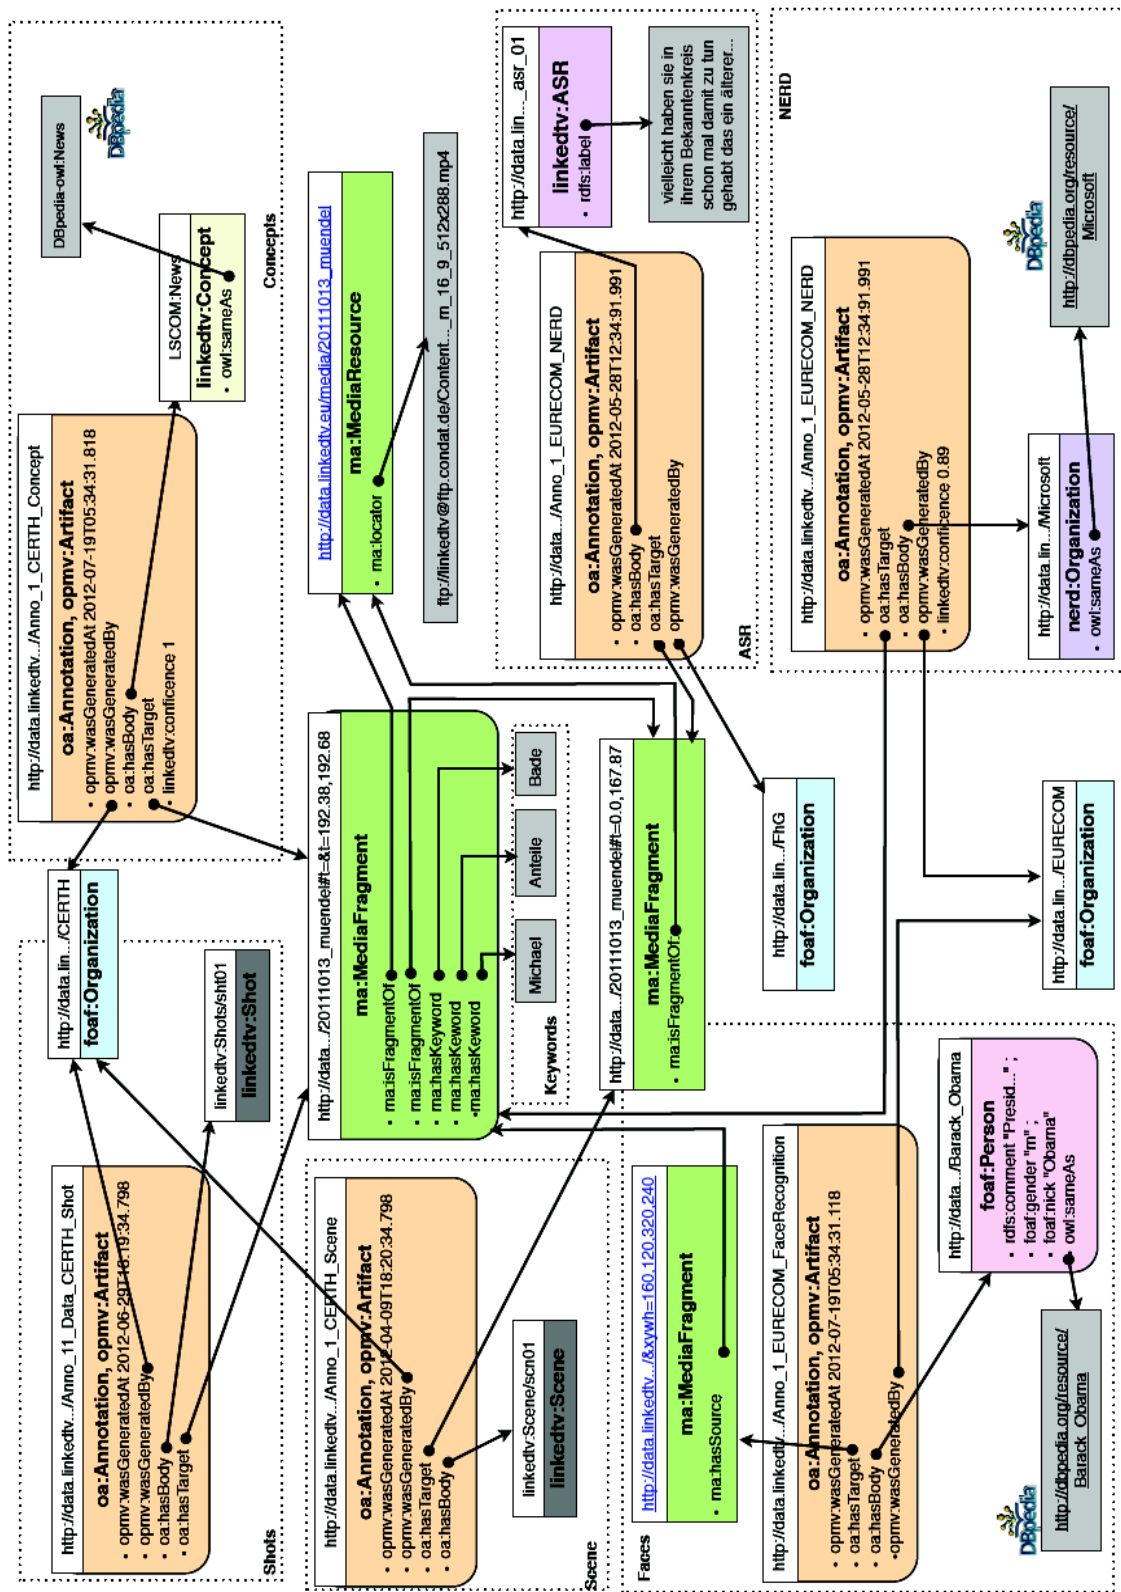 http://data.linkedtv../Anno_11_Data_CERTH_Shot
oa:Annotation, opmv:Artifact
• opmv:wasGeneratedAt 2012-06-29T18:19:34.798
• opmv:wasGeneratedBy
• oa:hasBody
• oa:hasTarget
Shots
linkedtv:Shots/sht01
linkedtv:Shot
http://data.lin.../CERTH
foaf:Organization
http://data.linkedtv../Anno_1_CERTH_Concept
oa:Annotation, opmv:Artifact
• opmv:wasGeneratedAt 2012-07-19T05:34:31.818
• opmv:wasGeneratedBy
• oa:hasBody
• oa:hasTarget
• linkedtv:conficence 1
LSCOM:News
linkedtv:Concept
• owl:sameAs
DBpedia-owl:News
DBpedia
Concepts
http://data.linkedtv../Anno_1_CERTH_Scene
oa:Annotation, opmv:Artifact
• opmv:wasGeneratedAt 2012-04-09T18:20:34.798
• opmv:wasGeneratedBy
• oa:hasTarget
• oa:hasBody
linkedtv:Scene/scn01
linkedtv:Scene
Scene
http://data.../20111013_muendel#t=&t=192.38,192.68
ma:MediaFragment
• ma:isFragmentOf
• ma:isFragmentOf
• ma:hasKeyword
• ma:hasKeword
•ma:hasKeword
Michael
Anteile
Bade
Keywords
http://data.linkedtv.eu/media/20111013_muendel
ma:MediaResource
• ma:locator
ftp://linkedtv@ftp.condat.de/Content..._m_16_9_512x288.mp4
http://data.../20111013_muendel#t=0.0,167.87
ma:MediaFragment
• ma:isFragmentOf:
http://data.../Anno_1_EURECOM_NERD
oa:Annotation, opmv:Artifact
• opmv:wasGeneratedAt 2012-05-28T12:34:91.991
• oa:hasBody
• oa:hasTarget
• opmv:wasGeneratedBy
ASR
http://data.lin..._asr_01
linkedtv:ASR
• rdfs:label
vielleicht haben sie in
ihrem Bekanntenkreis
schon mal damit zu tun
gehabt das ein älterer...
http://data.lin.../FhG
foaf:Organization
Faces
http://data.linkedtv.../&xywh=160,120,320,240
ma:MediaFragment
• ma:hasSource
http://data.linkedtv../Anno_1_EURECOM_FaceRecognition
oa:Annotation, opmv:Artifact
• opmv:wasGeneratedAt 2012-07-19T05:34:31.118
• oa:hasTarget
• oa:hasBody
•opmv:wasGeneratedBy
http://data.../Barack_Obama
foaf:Person
• rdfs:comment "Presid..." ;
• foaf:gender "m" ;
• foaf:nick "Obama"
• owl:sameAs
DBpedia
http://dbpedia.org/resource/
Barack_Obama
http://data.lin.../EURECOM
foaf:Organization
NERD
http://data.linkedtv../Anno_1_EURECOM_NERD
oa:Annotation, opmv:Artifact
• opmv:wasGeneratedAt 2012-05-28T12:34:91.991
• oa:hasTarget
• oa:hasBody
• opmv:wasGeneratedBy
• linkedtv:conficence 0.89
http://data.lin.../Microsoft
nerd:Organization
• owl:sameAs
DBpedia
http://dbpedia.org/resource/
Microsoft